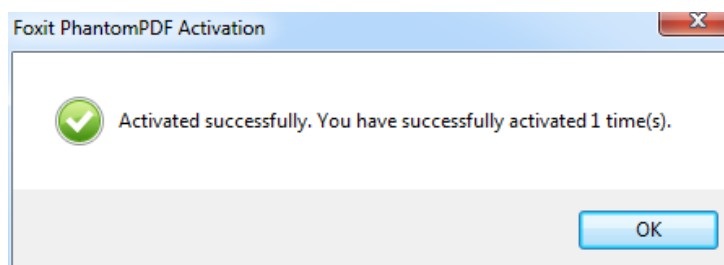 Foxit PhantomPDF Activation
Activated successfully. You have successfully activated 1 time(s).
OK